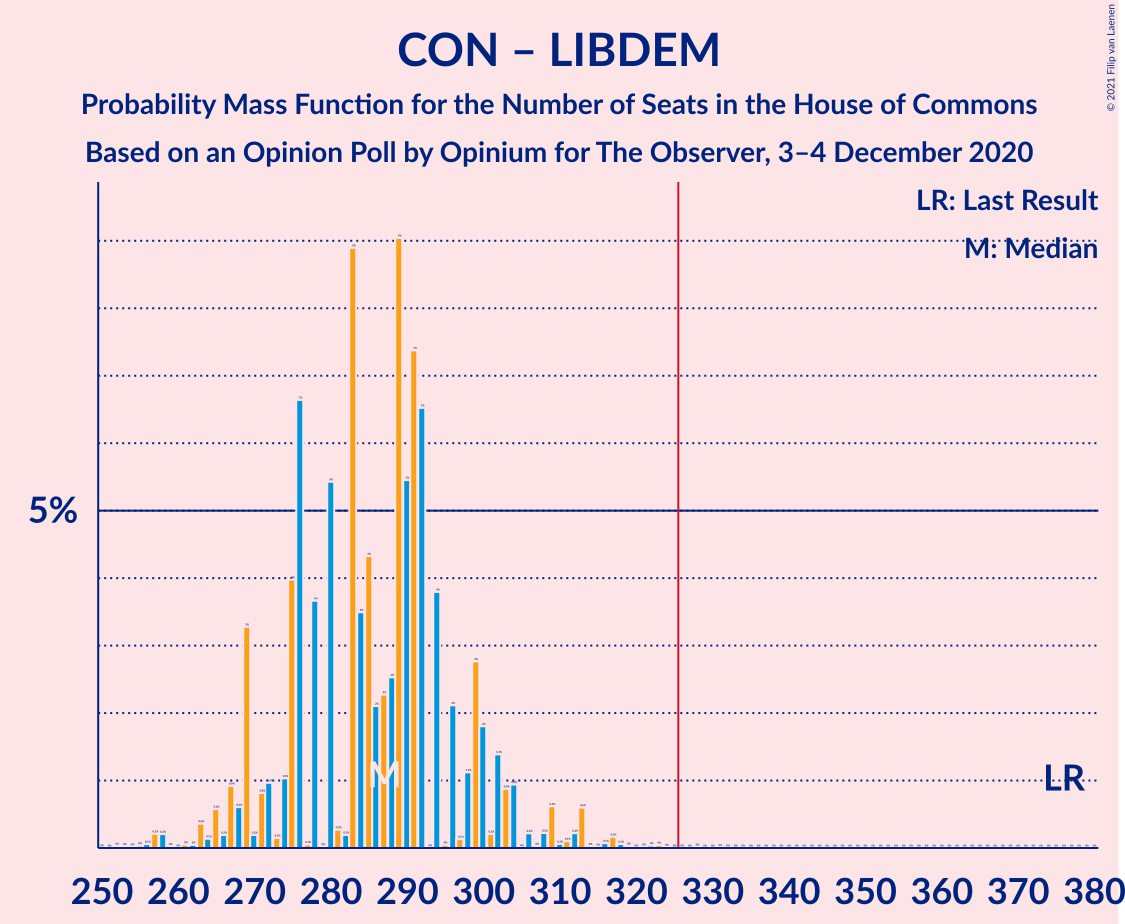 CON – LIBDEM
Probability Mass Function for the Number of Seats in the House of Commons
Based on an Opinion Poll by Opinium for The Observer, 3–4 December 2020
© 2021 Filip van Laenen
LR: Last Result
M: Median
5%
M
LR
250 260 270 280 290 300 310 320 330 340 350 360 370 380